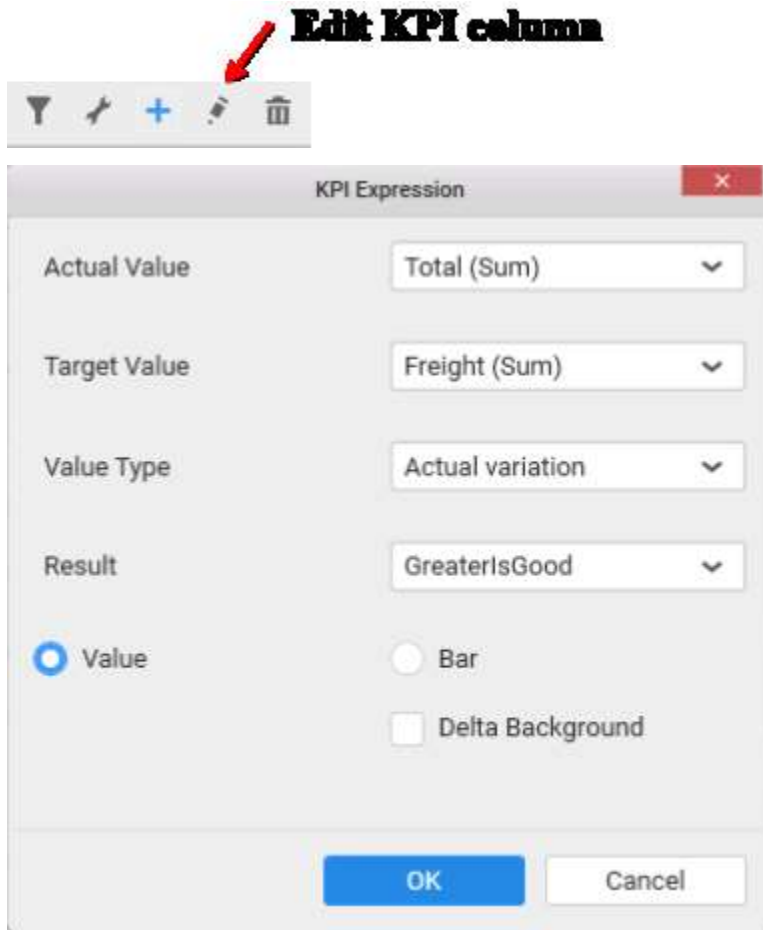 Edit KPI column
KPI Expression
Actual Value Total (Sum)
Target Value Freight (Sum)
Value Type Actual variation
Result GreaterIsGood
Value Bar
Delta Background
OK Cancel